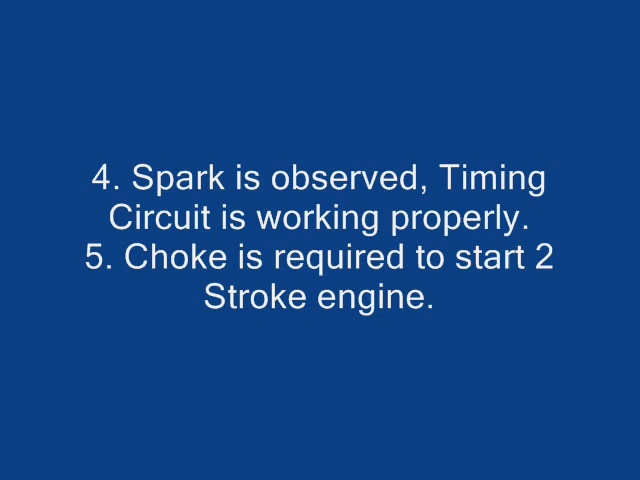 4. Spark is observed, Timing
Circuit is working properly.
5. Choke is required to start 2
Stroke engine.